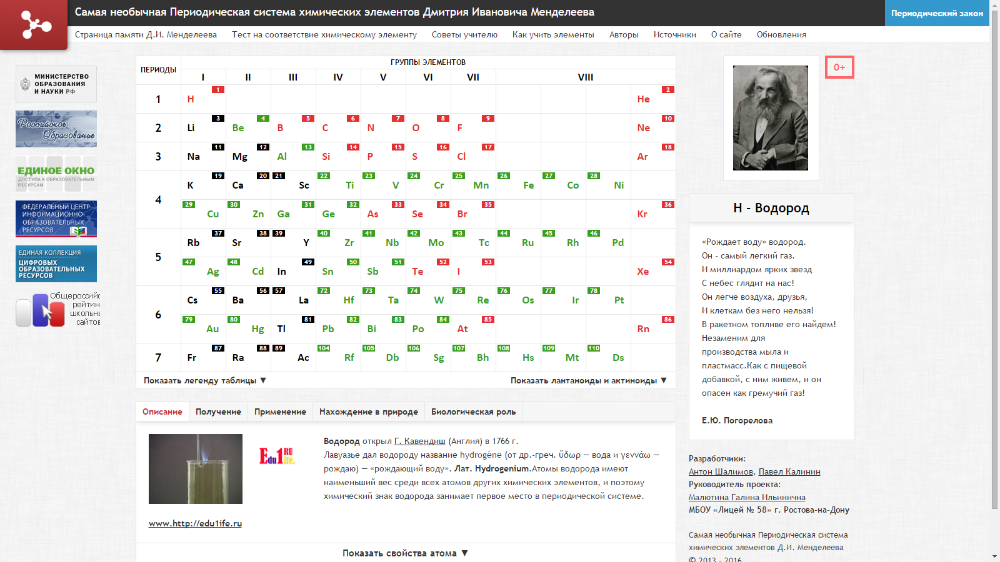 Самая необычная Периодическая система химических элементов Дмитрия Ивановича Менделеева
Периодический закон
Страница памяти Д.И. Менделеева Тест на соответствие химическому элементу Советы учителю Как учить элементы Авторы Источники О сайте Обновления
МИНИСТЕРСТВО
ОБРАЗОВАНИЯ
И НАУКИ РФ
Российское
Образование
ЕДИНОЕ ОКНО
ДОСТУПА К ОБРАЗОВАТЕЛЬНЫМ
РЕСУРСАМ
ФЕДЕРАЛЬНЫЙ ЦЕНТР
ИНФОРМАЦИОННО-
ОБРАЗОВАТЕЛЬНЫХ
РЕСУРСОВ
ЕДИНАЯ КОЛЛЕКЦИЯ
ЦИФРОВЫХ
ОБРАЗОВАТЕЛЬНЫХ
РЕСУРСОВ
Общероссийс
рейтин
школьны
сайтов
ПЕРИОДЫ
ГРУППЫ ЭЛЕМЕНТОВ
I II III IV V VI VII VIII
1 2
1 H He
3 4 5 6 7 8 9 10
2 Li Be B C N O F Ne
11 12 13 14 15 16 17 18
3 Na Mg Al Si P S Cl Ar
19 20 21 22 23 24 25 26 27 28
K Ca Sc Ti V Cr Mn Fe Co Ni
4
29 30 31 32 33 34 35 36
Cu Zn Ga Ge As Se Br Kr
37 38 39 40 41 42 43 44 45 46
Rb Sr Y Zr Nb Mo Tc Ru Rh Pd
5
47 48 49 50 51 52 53 54
Ag Cd In Sn Sb Te I Xe
55 56 57 72 73 74 75 76 77 78
Cs Ba La Hf Ta W Re Os Ir Pt
6
79 80 81 82 83 84 85 86
Au Hg Tl Pb Bi Po At Rn
87 88 89 104 105 106 107 108 109 110
7 Fr Ra Ac Rf Db Sg Bh Hs Mt Ds
Показать легенду таблицы ▼ Показать лантаноиды и актиноиды ▼
Описание Получение Применение Нахождение в природе Биологическая роль
Edu1life.RU
www.http://edu1ife.ru
Водород открыл Г. Кавендиш (Англия) в 1766 г.
Лавуазье дал водороду название hydrogène (от др.-греч. ὕδωρ — вода и γεννάω —
рождаю) — «рождающий воду». Лат. Hydrogenium.Атомы водорода имеют
наименьший вес среди всех атомов других химических элементов, и поэтому
химический знак водорода занимает первое место в периодической системе.
Показать свойства атома ▼
0+
H - Водород
«Рождает воду» водород.
Он - самый легкий газ.
И миллиардом ярких звезд
С небес глядит на нас!
Он легче воздуха, друзья,
И клеткам без него нельзя!
В ракетном топливе его найдем!
Незаменим для
производства мыла и
пластмасс.Как с пищевой
добавкой, с ним живем, и он
опасен как гремучий газ!
Е.Ю. Погорелова
Разработчики:
Антон Шалимов, Павел Калинин
Руководитель проекта:
Малютина Галина Ильинична
МБОУ «Лицей № 58» г. Ростова-на-Дону
Самая необычная Периодическая система
химических элементов Д.И. Менделеева
© 2013 - 2016